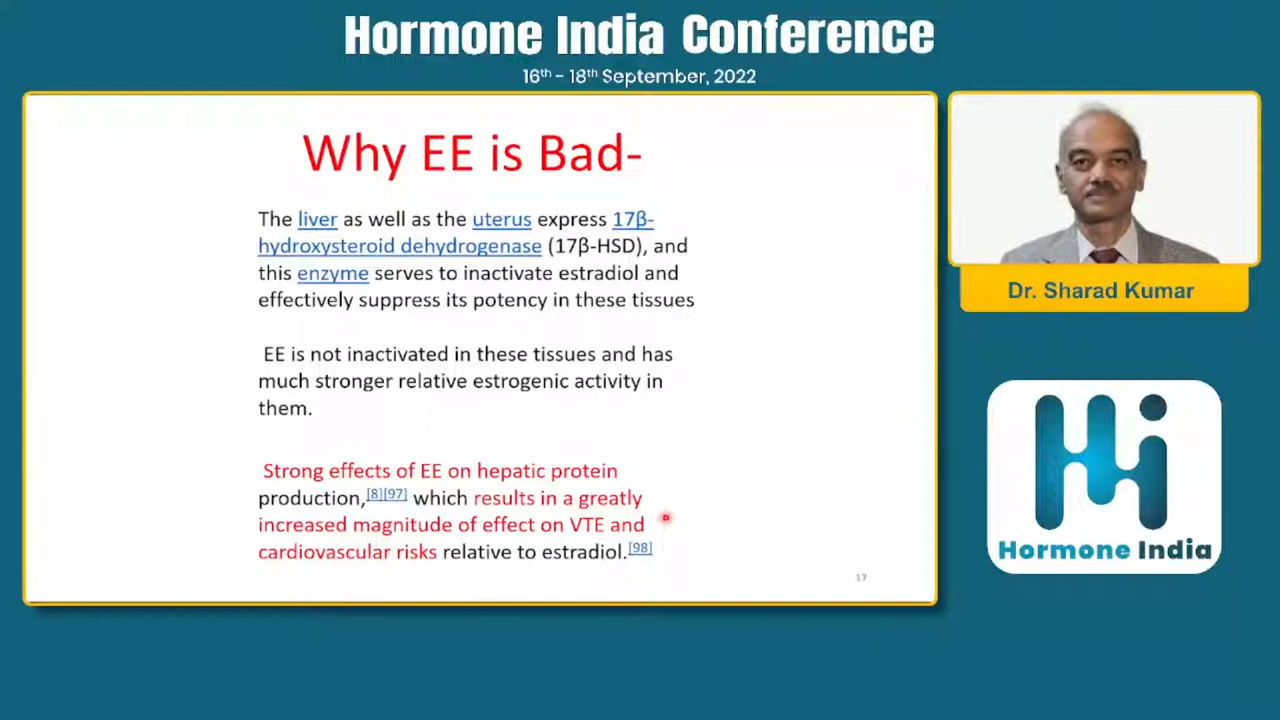 Hormone India Conference
16th - 18th September, 2022
Why EE is Bad-
The liver as well as the uterus express 17β-
hydroxysteroid dehydrogenase (17β-HSD), and
this enzyme serves to inactivate estradiol and
effectively suppress its potency in these tissues
EE is not inactivated in these tissues and has
much stronger relative estrogenic activity in
them.
Strong effects of EE on hepatic protein
production,[8][97] which results in a greatly
increased magnitude of effect on VTE and
cardiovascular risks relative to estradiol.[98]
17
Dr. Sharad Kumar
Hi
Hormone India